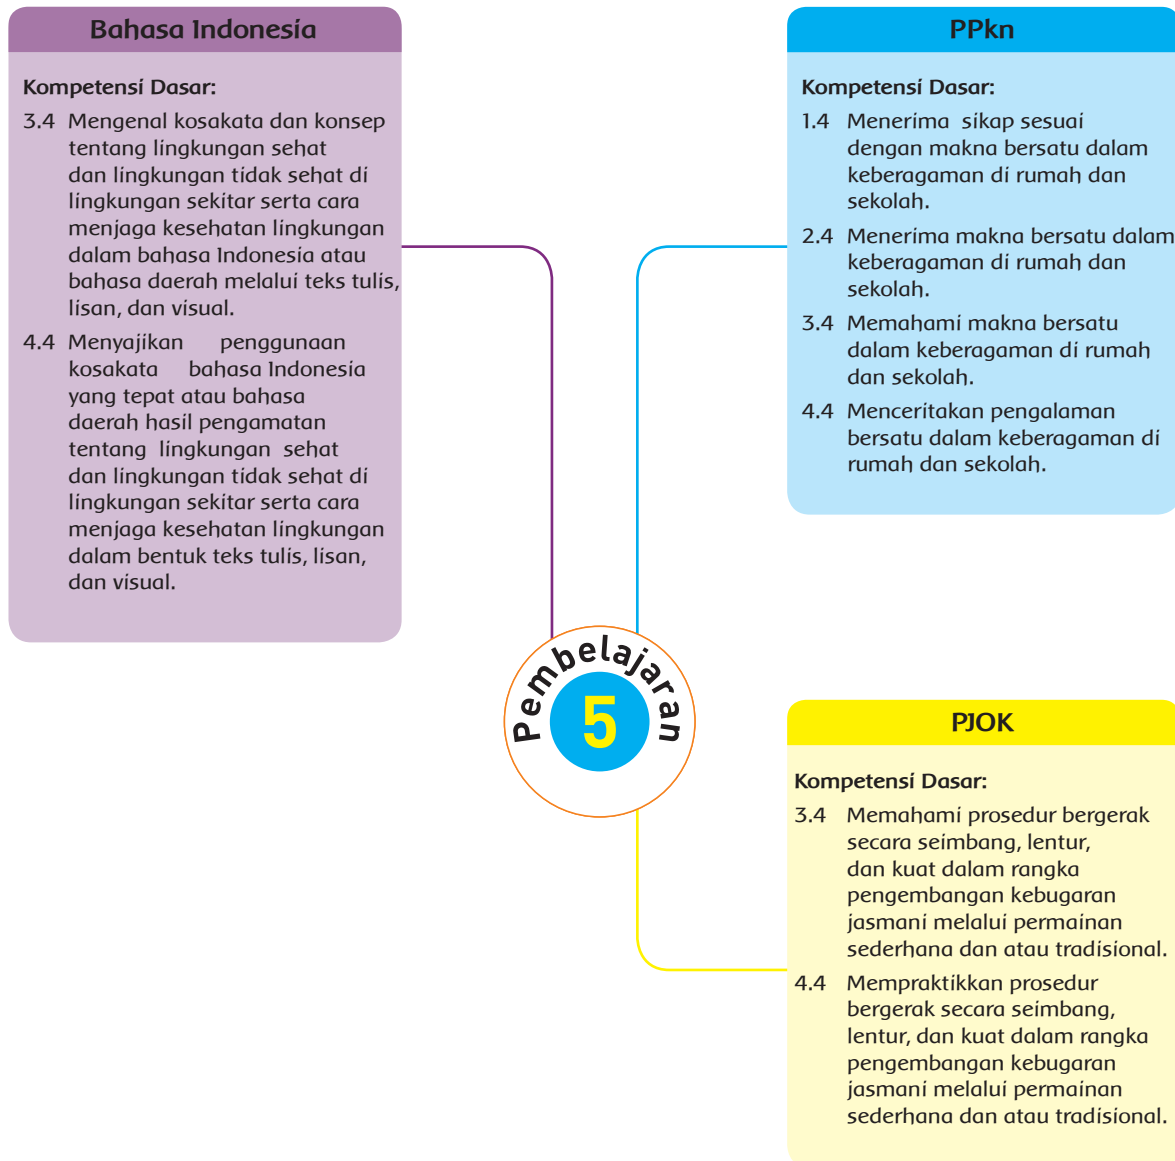 Bahasa Indonesia
Kompetensi Dasar:
3.4 Mengenal kosakata dan konsep
tentang lingkungan sehat
dan lingkungan tidak sehat di
lingkungan sekitar serta cara
menjaga kesehatan lingkungan
dalam bahasa Indonesia atau
bahasa daerah melalui teks tulis,
lisan, dan visual.
4.4 Menyajikan penggunaan
kosakata bahasa Indonesia
yang tepat atau bahasa
daerah hasil pengamatan
tentang lingkungan sehat
dan lingkungan tidak sehat di
lingkungan sekitar serta cara
menjaga kesehatan lingkungan
dalam bentuk teks tulis, lisan,
dan visual.
PPkn
Kompetensi Dasar:
1.4 Menerima sikap sesuai
dengan makna bersatu dalam
keberagaman di rumah dan
sekolah.
2.4 Menerima makna bersatu dalam
keberagaman di rumah dan
sekolah.
3.4 Memahami makna bersatu
dalam keberagaman di rumah
dan sekolah.
4.4 Menceritakan pengalaman
bersatu dalam keberagaman di
rumah dan sekolah.
Pembelajaran
5
PJOK
Kompetensi Dasar:
3.4 Memahami prosedur bergerak
secara seimbang, lentur,
dan kuat dalam rangka
pengembangan kebugaran
jasmani melalui permainan
sederhana dan atau tradisional.
4.4 Mempraktikkan prosedur
bergerak secara seimbang,
lentur, dan kuat dalam rangka
pengembangan kebugaran
jasmani melalui permainan
sederhana dan atau tradisional.